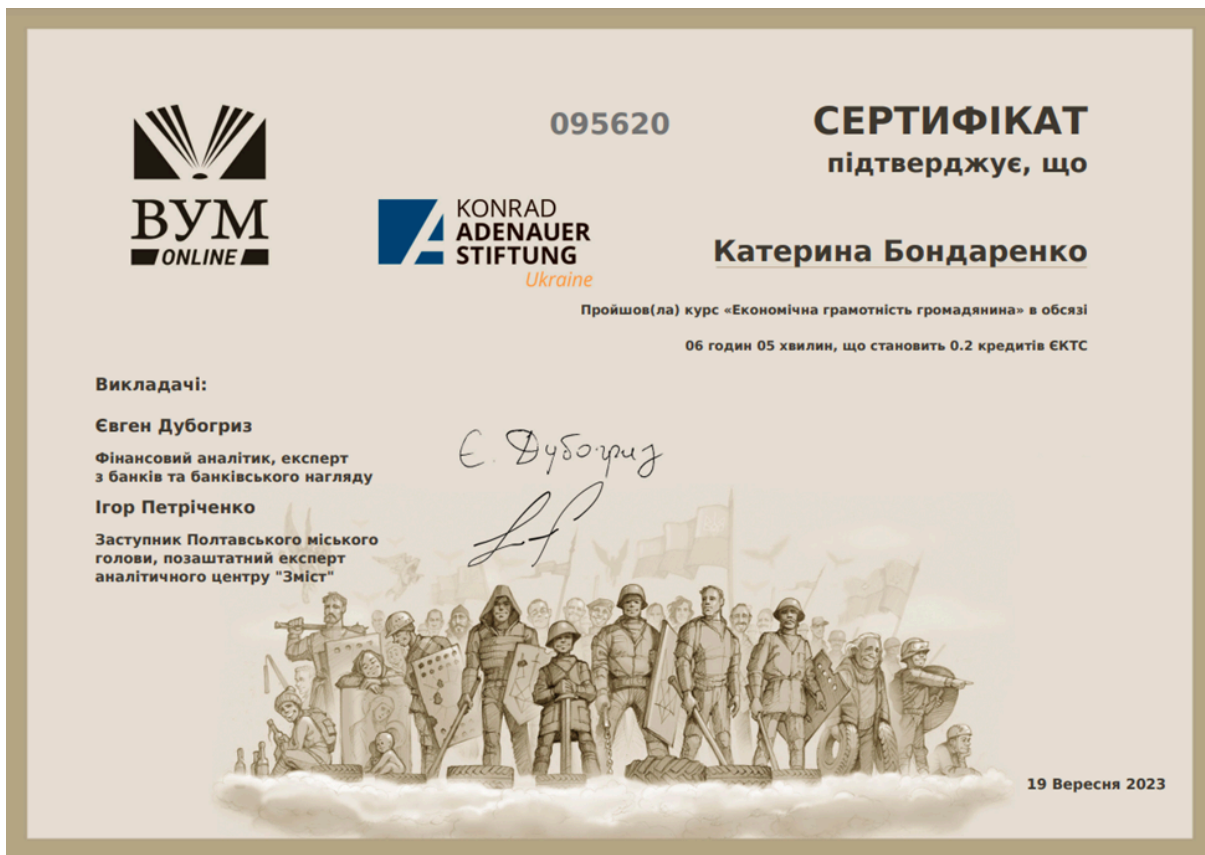 095620
СЕРТИФІКАТ
підтверджує, що
ВУМ
ONLINE
KONRAD
ADENAUER
STIFTUNG
Ukraine
Катерина Бондаренко
Пройшов(ла) курс «Економічна грамотність громадянина» в обсязі
06 годин 05 хвилин, що становить 0.2 кредитів ЄКТС
Викладачі:
Євген Дубогриз
Є. Дубогриз
Фінансовий аналітик, експерт
з банків та банківського нагляду
Ігор Петріченко
Заступник Полтавського міського
голови, позаштатний експерт
аналітичного центру "Зміст"
19 Вересня 2023